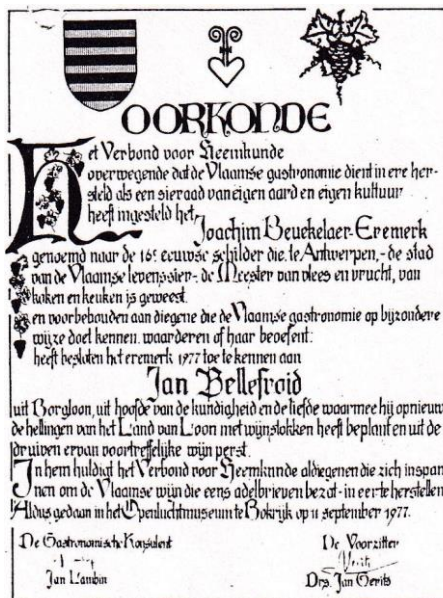 OORKONDE
Het Verbond voor Heemkunde
overwegende dat de Vlaamse gastronomie dient in ere her-
steld als een sieraad van eigen aard en eigen kultuur
heeft ingesteld het,
Joachim Beuckelaer-Eremerk
genoemd naar de 16e eeuwse schilder die, te Antwerpen,- de stad
van de Vlaamse levenssier-, de Meester van vlees en vrucht, van
koken en keuken is geweest.
en voorbehouden aan diegene die de Vlaamse gastronomie op bijzondere
wijze doet kennen, waarderen of haar beoefent:
heeft besloten het eremerk 1977 toe te kennen aan
Jan Bellefroid
uit Borgloon, uit hoofde van de kundigheid en de liefde waarmee hij opnieuw
de hellingen van het Land van Loon met wijnstokken heeft beplant en uit de
druiven ervan voortreffelijke wijn perst.
In hem huldigt het Verbond voor Heemkunde al diegenen die zich inspan
nen om de Vlaamse wijn die eens adelbrieven bezat - in eer te herstellen.
Aldus gedaan in het Openluchtmuseum te Bokrijk op 11 september 1977.
De Gastronomische Konsulent De Voorzitter
Jan Lambin Drs. Jan Gerits